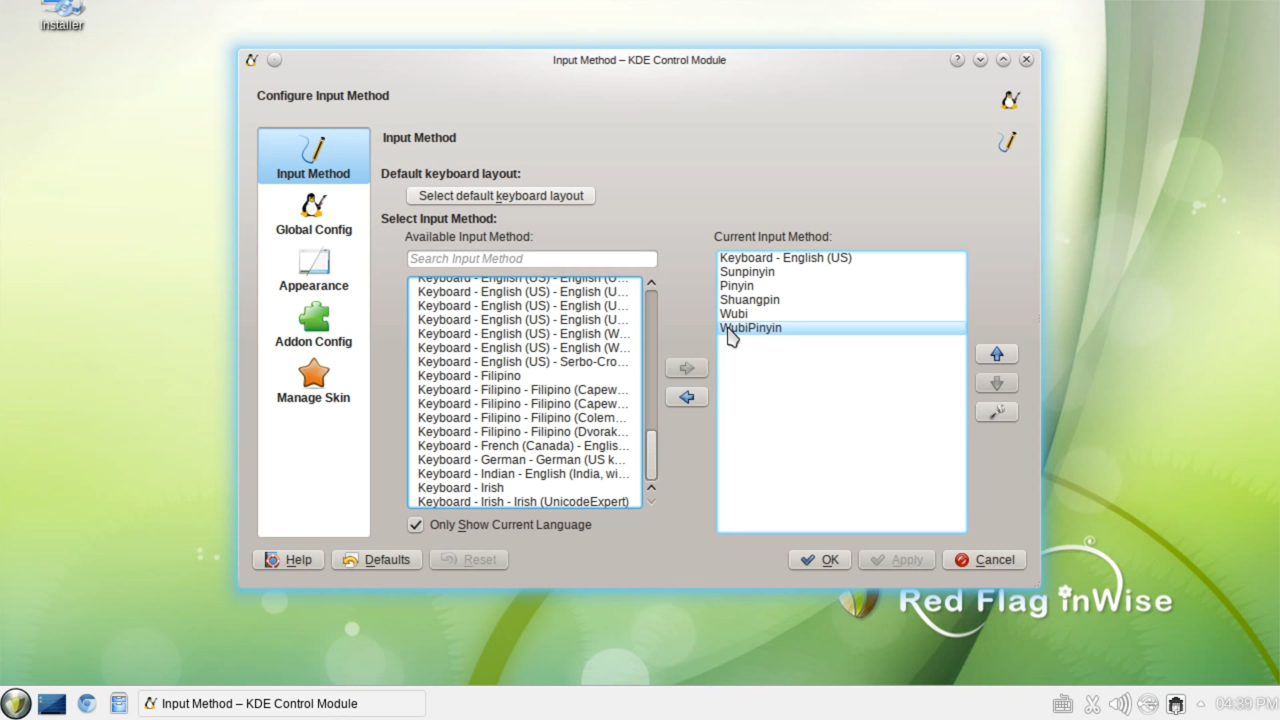 Installer
Input Method – KDE Control Module
Configure Input Method
Input Method
Global Config
Appearance
Addon Config
Manage Skin
Input Method
Default keyboard layout:
Select default keyboard layout
Select Input Method:
Available Input Method:
Search Input Method
Keyboard - English (US) - English (U...
Keyboard - English (US) - English (U...
Keyboard - English (US) - English (U...
Keyboard - English (US) - English (U...
Keyboard - English (US) - English (W...
Keyboard - English (US) - English (W...
Keyboard - English (US) - Serbo-Cro...
Keyboard - Filipino
Keyboard - Filipino - Filipino (Capew...
Keyboard - Filipino - Filipino (Capew...
Keyboard - Filipino - Filipino (Colem...
Keyboard - Filipino - Filipino (Dvorak...
Keyboard - French (Canada) - Englis...
Keyboard - German - German (US k...
Keyboard - Indian - English (India, wi...
Keyboard - Irish
Keyboard - Irish - Irish (UnicodeExpert)
Only Show Current Language
Current Input Method:
Keyboard - English (US)
Sunpinyin
Pinyin
Shuangpin
Wubi
WubiPinyin
Help
Defaults
Reset
OK
Apply
Cancel
Red Flag inWise
Input Method – KDE Control Module
04:39 PM